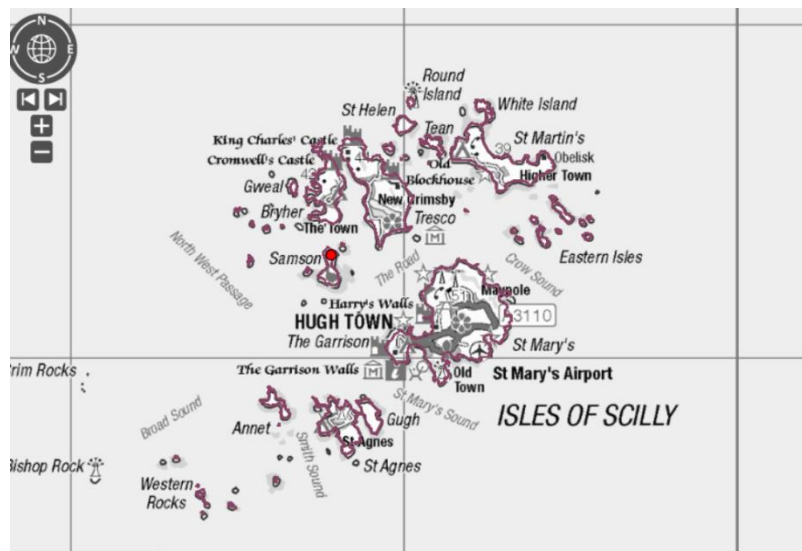 N
W
E
S
Round
Island
White Island
St Helen
Tean
King Charles' Castle
39
St Martin's
Cromwell's Castle
Old
Obelisk
Blockhouse
Higher Town
Gweal
42
New Grimsby
Bryher
The Town
Tresco
Eastern Isles
Samson
The Road
Crow Sound
North West Passage
Maypole
Harry's Walls
51
HUGH TOWN
3110
The Garrison
St Mary's
The Garrison Walls
Old
Town
St Mary's Airport
rim Rocks
St Mary's Sound
ISLES OF SCILLY
Broad Sound
Annet
Gugh
St Agnes
Smith Sound
Bishop Rock
St Agnes
Western
Rocks